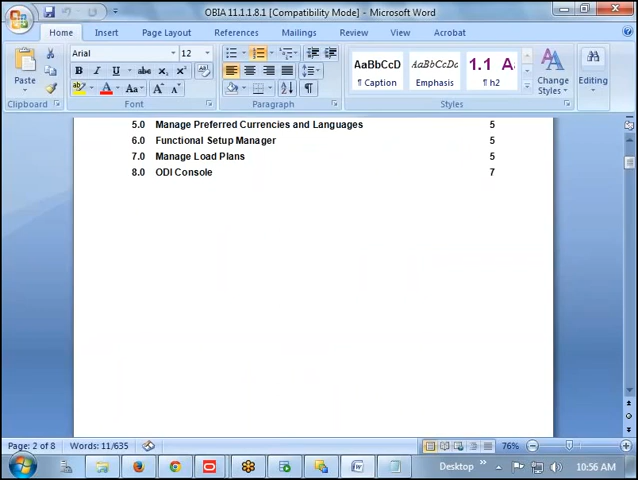 OBIA 11.1.1.8.1 [Compatibility Mode] - Microsoft Word
Home Insert Page Layout References Mailings Review View Acrobat
Arial 12
AaBbCcD AaBbCcDc 1.1 A
Paste ¶ Caption Emphasis ¶ h2 Change Styles Editing
Clipboard Font Paragraph Styles
5.0 Manage Preferred Currencies and Languages 5
6.0 Functional Setup Manager 5
7.0 Manage Load Plans 5
8.0 ODI Console 7
Page: 2 of 8 Words: 11/635 76%
Desktop 10:56 AM